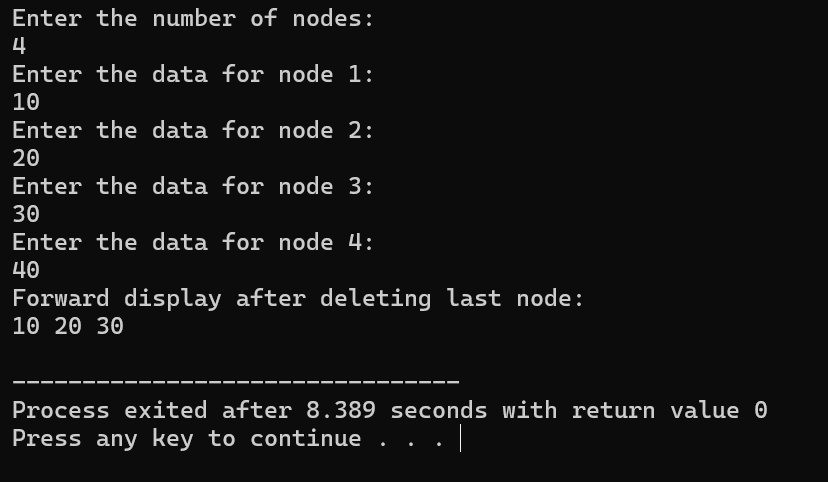 Enter the number of nodes:
4
Enter the data for node 1:
10
Enter the data for node 2:
20
Enter the data for node 3:
30
Enter the data for node 4:
40
Forward display after deleting last node:
10 20 30
--------------------------------
Process exited after 8.389 seconds with return value 0
Press any key to continue . . .